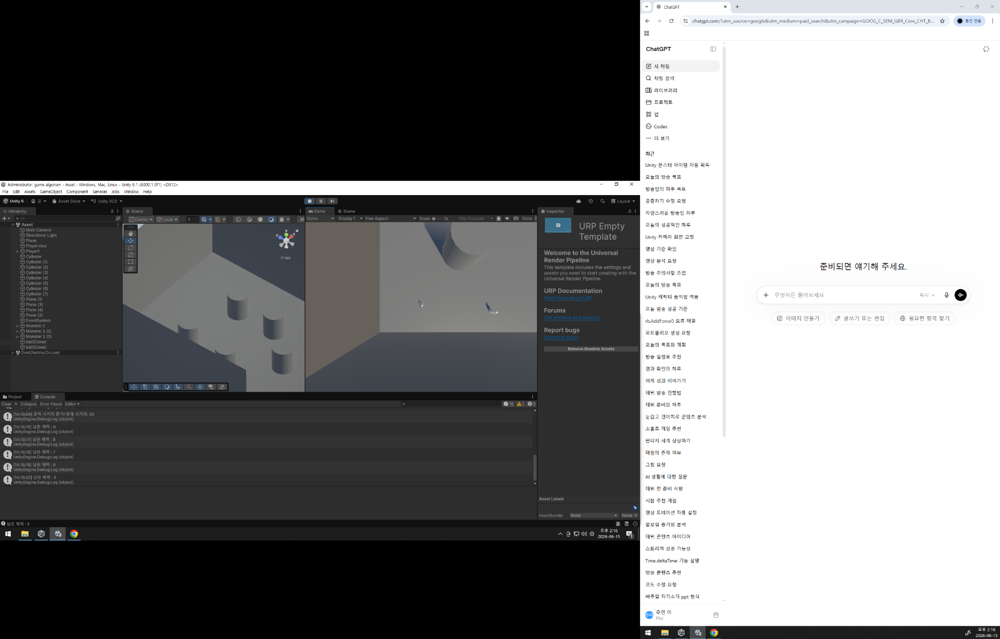 Administrator: game algorism - Asset - Windows, Mac, Linux - Unity 6.1 (6000.1.0f1) <DX12>
File Edit Assets GameObject Component Services Jobs Window Help
Unity 6 공 Asset Store Unity VCS Layout
Hierarchy
All
Asset
Main Camera
Directional Light
Plane
Playerview
Player1
Cylinder
Cylinder (1)
Cylinder (2)
Cylinder (3)
Cylinder (4)
Cylinder (5)
Cylinder (6)
Cylinder (7)
Plane (1)
Plane (3)
Plane (4)
Plane (2)
EventSystem
Monster 2
Monster 2 (2)
Monster 2 (3)
ball(Clone)
ball(Clone)
DontDestroyOnLoad
Scene
Center Local 1
y
x
z
Iso
Game Scene
Game Display 1 Free Aspect Scale 1x Play Focused Stats G
Inspector
URP Empty
Template
Welcome to the Universal
Render Pipeline
This template includes the settings and
assets you need to start creating with the
Universal Render Pipeline.
URP Documentation
Read more about URP
Forums
Get answers and support
Report bugs
Submit a report
Remove Readme Assets
Asset Labels
AssetBundle None None
Project Console
Clear Collapse Error Pause Editor
18 1 0
[14:16:09] 공격 사거리 증가! 현재 사거리: 30
UnityEngine.Debug:Log (object)
[14:16:16] 남은 체력 : 9
UnityEngine.Debug:Log (object)
[14:16:17] 남은 체력 : 8
UnityEngine.Debug:Log (object)
[14:16:18] 남은 체력 : 7
UnityEngine.Debug:Log (object)
[14:16:19] 남은 체력 : 6
UnityEngine.Debug:Log (object)
[14:16:20] 남은 체력 : 5
UnityEngine.Debug:Log (object)
남은 체력 : 5
오후 2:16
2026-06-15
3
ChatGPT
chatgpt.com/?utm_source=google&utm_medium=paid_search&utm_campaign=GOOG_C_SEM_GBR_Core_CHT_B...
본인 인증
ChatGPT
새 채팅
채팅 검색
라이브러리
프로젝트
앱
Codex
더 보기
최근
Unity 몬스터 아이템 자동 획득
오늘의 방송 목표
방송인의 하루 목표
공중차기 수정 요청
자연스러운 방송인 하루
오늘의 성공적인 하루
Unity 카메라 회전 고정
영상 기준 확인
영상 분석 요청
방송 주의사항 조언
오늘의 방송 목표
Unity 캐릭터 움직임 적용
오늘 방송 성공 기준
rb.AddForce() 오류 해결
포트폴리오 생성 요청
오늘의 목표와 계획
방송 일정표 추천
결과 확인의 하루
어제 성과 이어가기
데뷔 방송 진행법
데뷔 준비의 하루
눈감고 겐이치로 콘텐츠 분석
소울류 게임 추천
판타지 세계 상상하기
매일의 존재 여부
그림 요청
AI 생활에 대한 질문
데뷔 전 준비 사항
시참 추천 게임
영상 도네이션 자동 설정
팔로워 증가와 분석
데뷔 콘텐츠 아이디어
스트리머 성공 가능성
Time.deltaTime 기능 설명
방송 콘텐츠 추천
코드 수정 요청
버추얼 자기소개 ppt 형식
주이
주연 이
Plus
준비되면 얘기해 주세요.
무엇이든 물어보세요
즉시
이미지 만들기
글쓰기 또는 편집
필요한 항목 찾기
오후 2:16
2026-06-15